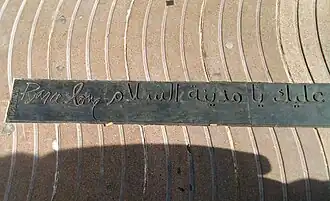 عليك يا مدينة السلام